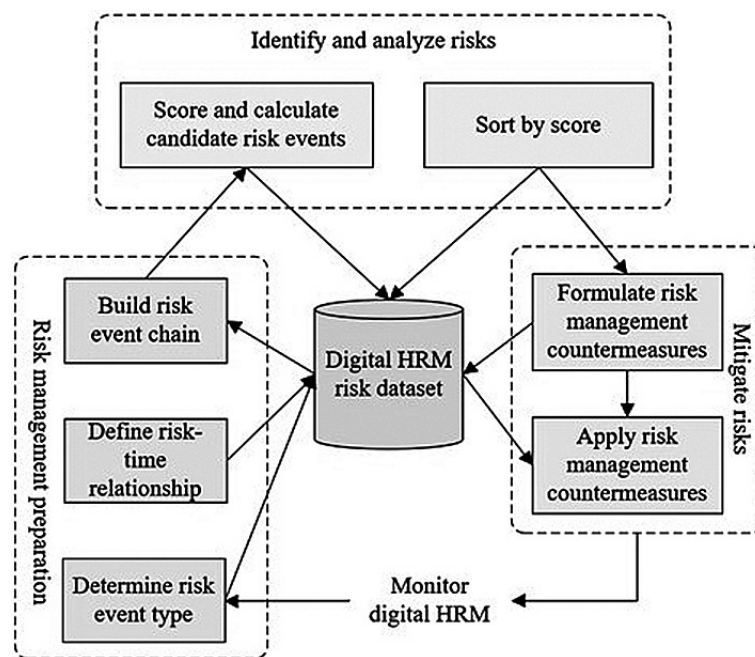 Identify and analyze risks
Score and calculate
candidate risk events
Sort by score
Risk management preparation
Build risk
event chain
Define risk-
time
relationship
Determine risk
event type
Digital HRM
risk dataset
Formulate risk
management
countermeasures
Apply risk
management
countermeasures
Mitigate risks
Monitor
digital HRM